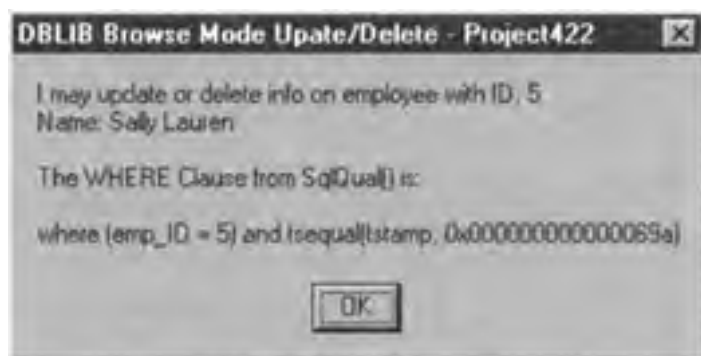 DBLIB Browse Mode Upate/Delete - Project422
I may update or delete info on employee with ID, 5
Name: Sally Lauren
The WHERE Clause from SqlQual() is:
where (emp_ID = 5) and tsequal(tstamp, 0x000000000000069a)
OK